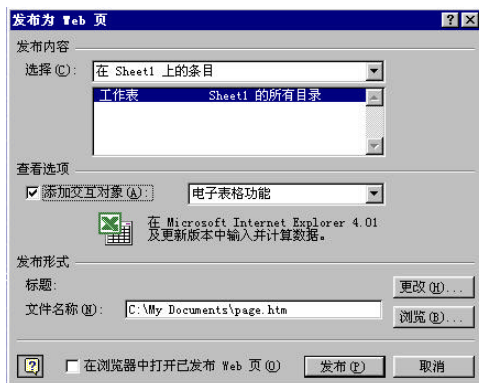 发布为 Web 页
发布内容
选择(C): 在 Sheet1 上的条目
工作表 Sheet1 的所有目录
查看选项
添加交互对象(A): 电子表格功能
在 Microsoft Internet Explorer 4.01
及更新版本中输入并计算数据。
发布形式
标题: 更改(H)...
文件名称(N): C:\My Documents\page.htm 浏览(B)...
在浏览器中打开已发布 Web 页(O) 发布(P) 取消